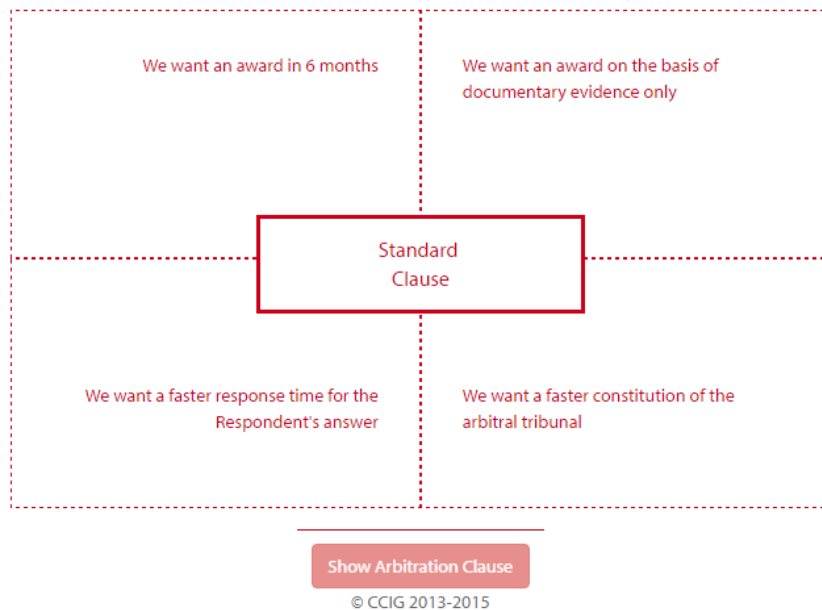 We want an award in 6 months
We want an award on the basis of
documentary evidence only
Standard
Clause
We want a faster response time for the
Respondent's answer
We want a faster constitution of the
arbitral tribunal
Show Arbitration Clause
© CCIG 2013-2015